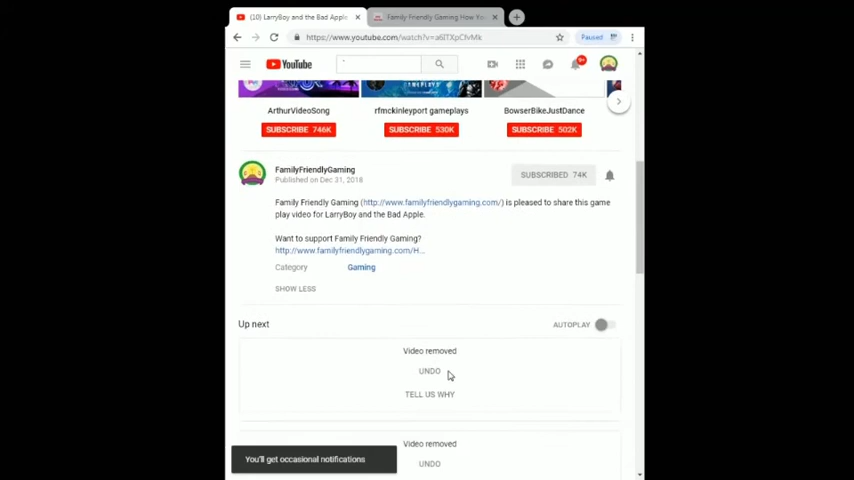 (10) LarryBoy and the Bad Apple
Family Friendly Gaming How You
https://www.youtube.com/watch?v=a6ITXpCfvMk
Paused
YouTube
9+
ArthurVideoSong
rfmckinleyport gameplays
BowserBikeJustDance
SUBSCRIBE 746K
SUBSCRIBE 530K
SUBSCRIBE 502K
FamilyFriendlyGaming
Published on Dec 31, 2018
SUBSCRIBED 74K
Family Friendly Gaming (http://www.familyfriendlygaming.com/) is pleased to share this game
play video for LarryBoy and the Bad Apple.
Want to support Family Friendly Gaming?
http://www.familyfriendlygaming.com/H...
Category
Gaming
SHOW LESS
Up next
AUTOPLAY
Video removed
UNDO
TELL US WHY
Video removed
UNDO
You'll get occasional notifications